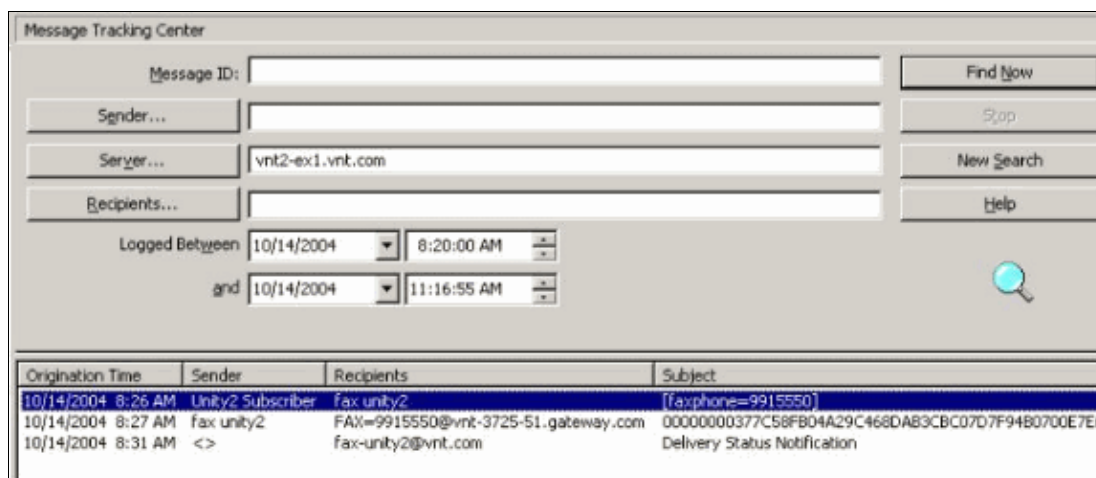 Message Tracking Center
Message ID:
Find Now
Sender...
Stop
Server... vnt2-ex1.vnt.com
New Search
Recipients...
Help
Logged Between 10/14/2004 8:20:00 AM
and 10/14/2004 11:16:55 AM
Origination Time Sender Recipients Subject
10/14/2004 8:26 AM Unity2 Subscriber fax unity2 [faxphone=9915550]
10/14/2004 8:27 AM fax unity2 FAX=9915550@vnt-3725-51.gateway.com
10/14/2004 8:31 AM <> fax-unity2@vnt.com Delivery Status Notification